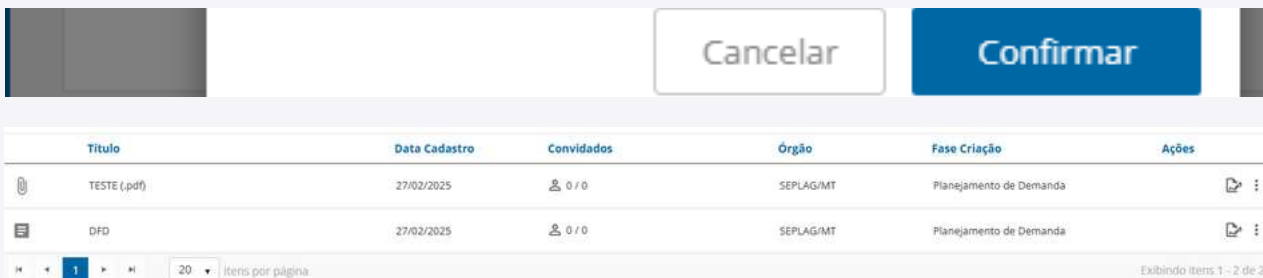 Cancelar Confirmar
Título Data Cadastro Convidados Órgão Fase Criação Ações
TESTE (.pdf) 27/02/2025 0 / 0 SEPLAG/MT Planejamento de Demanda
DFD 27/02/2025 0 / 0 SEPLAG/MT Planejamento de Demanda
1 20 itens por página Exibindo itens 1 - 2 de 2